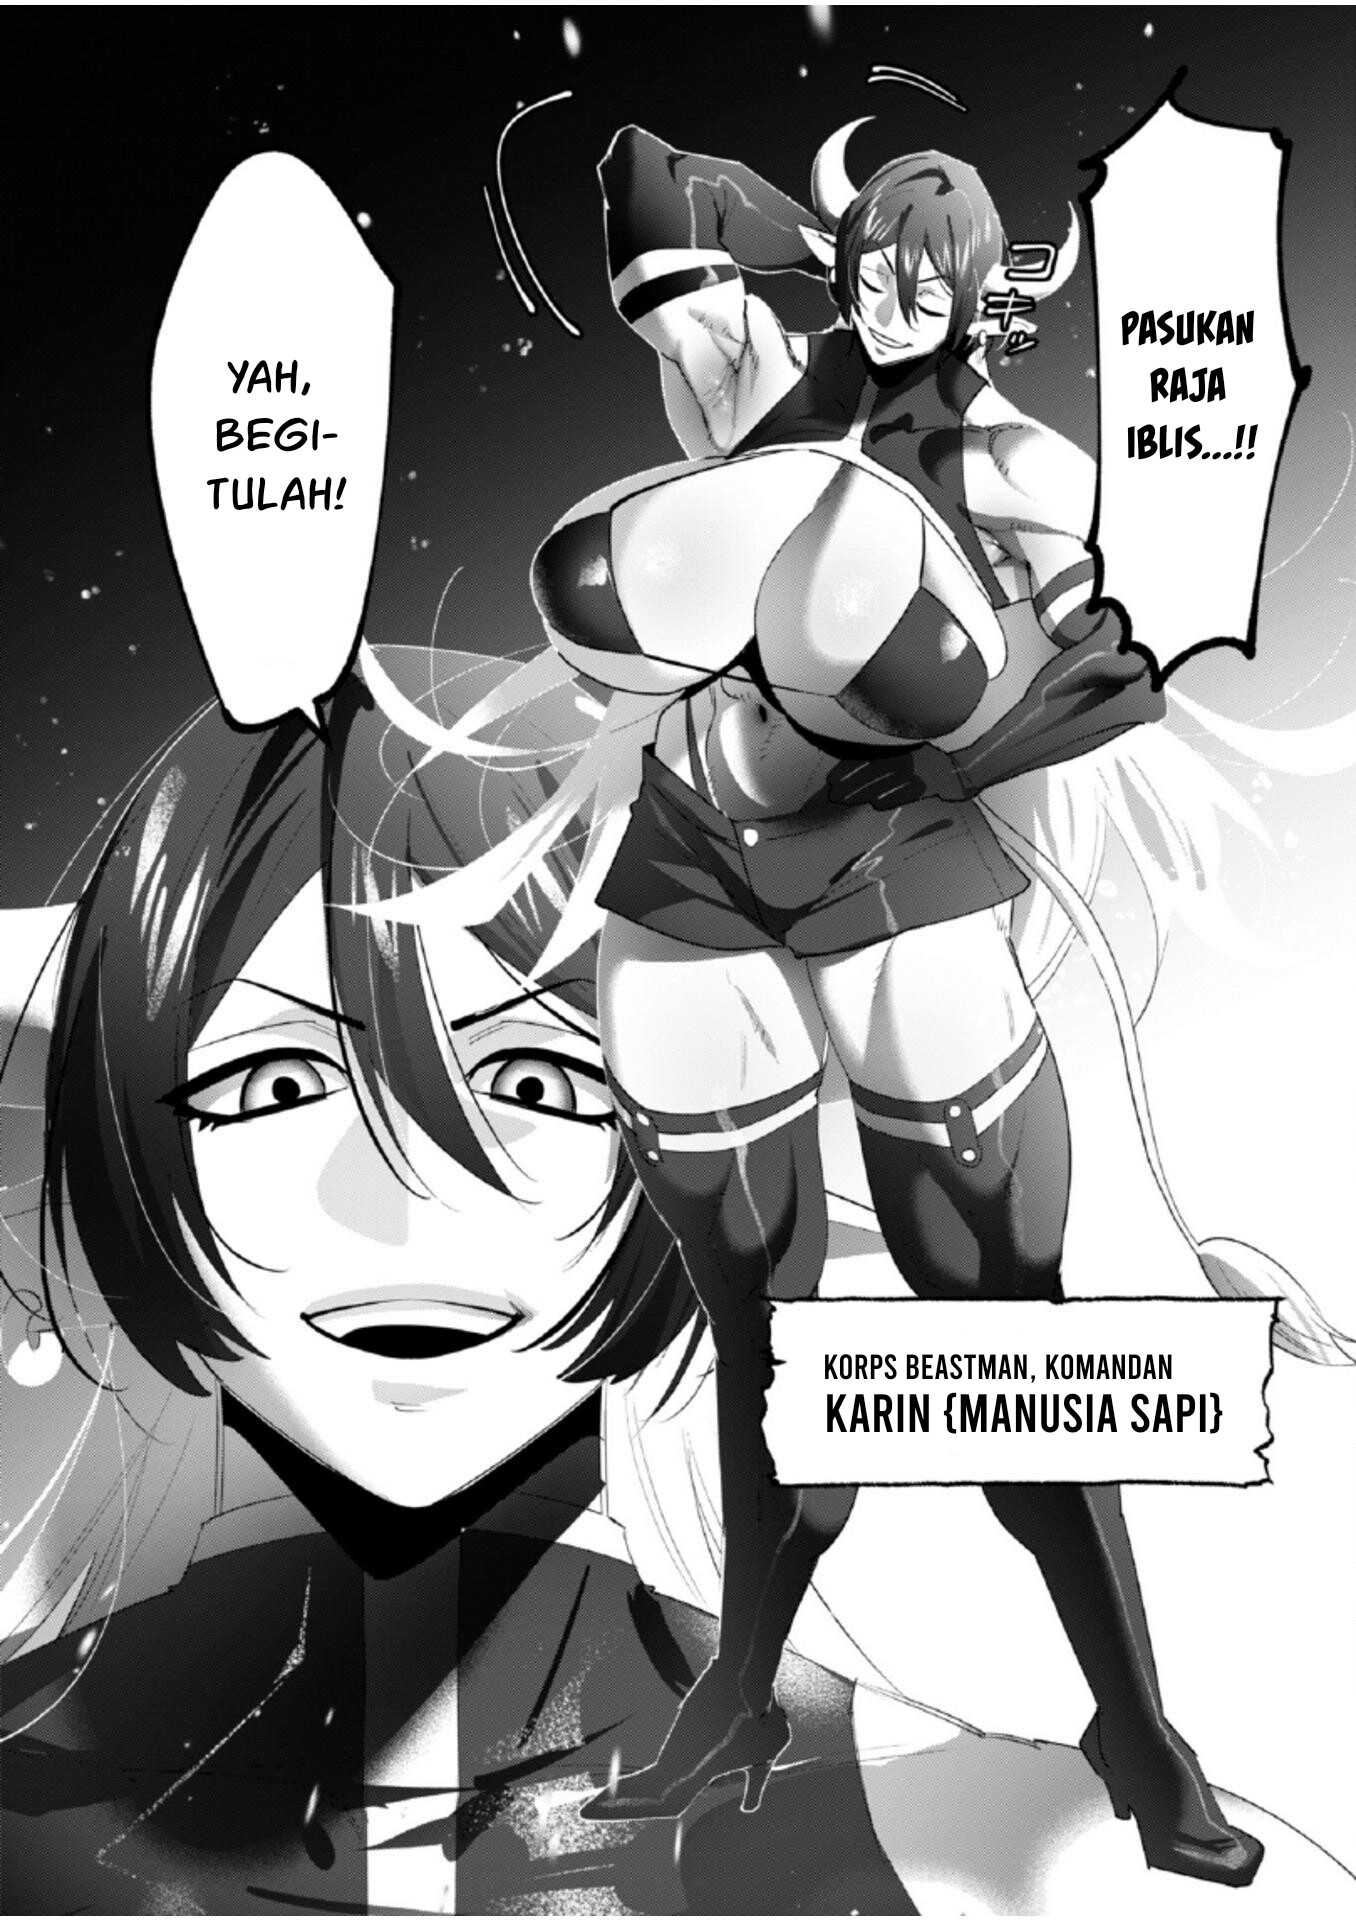 PASUKAN
RAJA
IBLIS...!!
コキッ
YAH,
BEGI-
TULAH!
KORPS BEASTMAN, KOMANDAN
KARIN {MANUSIA SAPI}